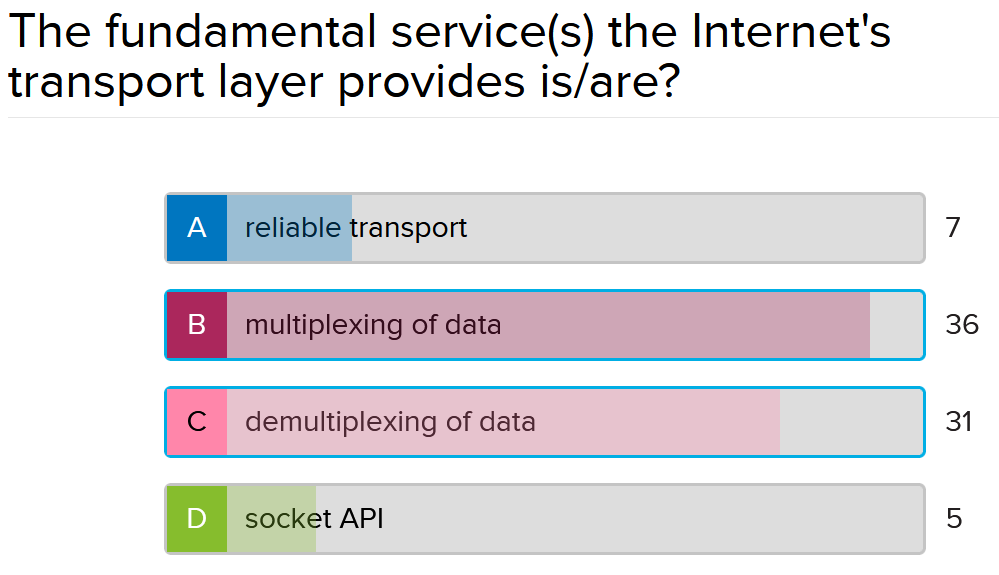 The fundamental service(s) the Internet's
transport layer provides is/are?
A reliable transport 7
B multiplexing of data 36
C demultiplexing of data 31
D socket API 5